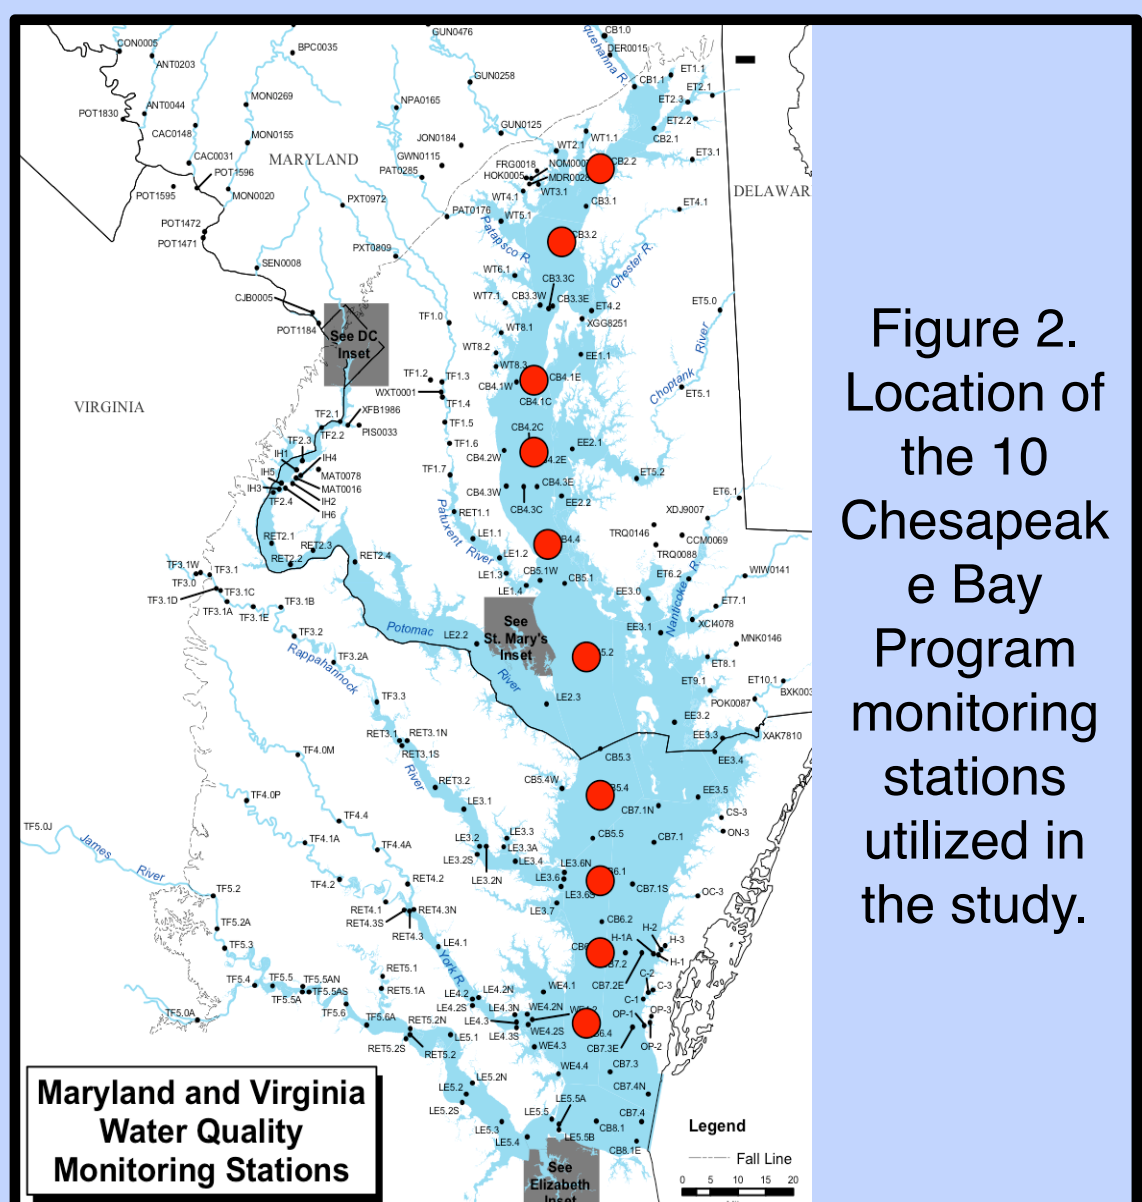 CON0005
ANT0203
BPC0035
GUN0476
CB1.0
DER0015
quehanna R.
GUN0258
CB1.1
ET1.1
ET2.1
ET2.3
ET2.2
CB2.1
ET3.1
POT1830
ANT0044
CAC0148
MON0269
MON0155
NPA0165
JON0184
GUN0125
WT2.1
WT1.1
CB2.2
CAC0031
POT1596
MARYLAND
GWN0115
PAT0285
FRG0018
HOK0005
MDR0028
WT4.1
WT3.1
POT1595
MON0020
PXT0972
PAT0176
WT5.1
CB3.1
ET4.1
DELAWAR
POT1472
POT1471
PXT0809
Patapsco R.
CB3.2
Chester R.
SEN0008
WT6.1
CB3.3C
CJB0005
WT7.1
CB3.3W
CB3.3E
ET4.2
XGG8251
ET5.0
POT1184
See DC
Inset
TF1.0
WT8.1
WT8.2
EE1.1
Choptank
River
TF1.2
TF1.3
WT8.3
CB4.1W
CB4.1E
CB4.1C
ET5.1
WXT0001
TF1.4
VIRGINIA
TF2.1
XFB1986
TF2.2
PIS0033
TF1.5
CB4.2C
TF2.3
TF1.6
CB4.2W
B4.2E
EE2.1
IH1
IH4
IH5
MAT0078
MAT0016
IH3
TF2.4
IH2
IH6
TF1.7
CB4.3W
CB4.3E
CB4.3C
EE2.2
ET5.2
ET6.1
XDJ9007
RET1.1
Patuxent
River
LE1.1
LE1.2
B4.4
TRQ0146
CCM0069
TRQ0088
RET2.1
RET2.2
RET2.3
RET2.4
LE1.3
LE1.4
CB5.1W
CB5.1
ET6.2
WIW0141
TF3.1W
TF3.0
TF3.1
TF3.1D
TF3.1C
TF3.1A
TF3.1E
TF3.1B
EE3.0
Nanticoke R.
ET7.1
XCI4078
TF3.2
Potomac
River
LE2.2
See
St. Mary's
Inset
5.2
EE3.1
MNK0146
Rappahannock
River
TF3.2A
ET8.1
ET9.1
ET10.1
TF3.3
LE2.3
POK0087
BXK003
RET3.1
RET3.1N
RET3.1S
EE3.2
EE3.3
XAK7810
TF4.0M
CB5.3
EE3.4
RET3.2
CB5.4W
B5.4
EE3.5
TF4.0P
TF4.4
LE3.1
CB7.1N
CS-3
TF5.0J
James
River
TF4.1A
TF4.4A
LE3.2
LE3.3
LE3.3A
LE3.2S
LE3.4
LE3.2N
CB5.5
CB7.1
ON-3
TF5.2
TF4.2
RET4.2
LE3.6N
LE3.6
LE3.7
B6.1
CB7.1S
OC-3
RET4.1
RET4.3S
RET4.3N
RET4.3
CB6.2
TF5.2A
TF5.3
LE4.1
York R.
H-1A
H-2
H-3
H-1
TF5.4
TF5.5
TF5.5AN
TF5.5A
TF5.5AS
RET5.1
RET5.1A
LE4.2
LE4.2N
LE4.2S
WE4.1
B7.2
CB7.2E
C-2
C-3
C-1
TF5.0A
TF5.6
TF5.6A
RET5.2N
RET5.2S
RET5.2
LE5.1
LE4.3N
LE4.3
LE4.3S
WE4.2N
WE4.2S
WE4.3
B6.4
CB7.3E
OP-1
OP-3
OP-2
WE4.4
CB7.3
LE5.2N
LE5.2
LE5.2S
LE5.3
LE5.4
LE5.5
LE5.5A
LE5.5B
CB7.4N
CB7.4
CB8.1
CB8.1E
See
Elizabeth
Inset
Maryland and Virginia
Water Quality
Monitoring Stations
Legend
Fall Line
0 5 10 20
Figure 2.
Location of
the 10
Chesapeak
e Bay
Program
monitoring
stations
utilized in
the study.